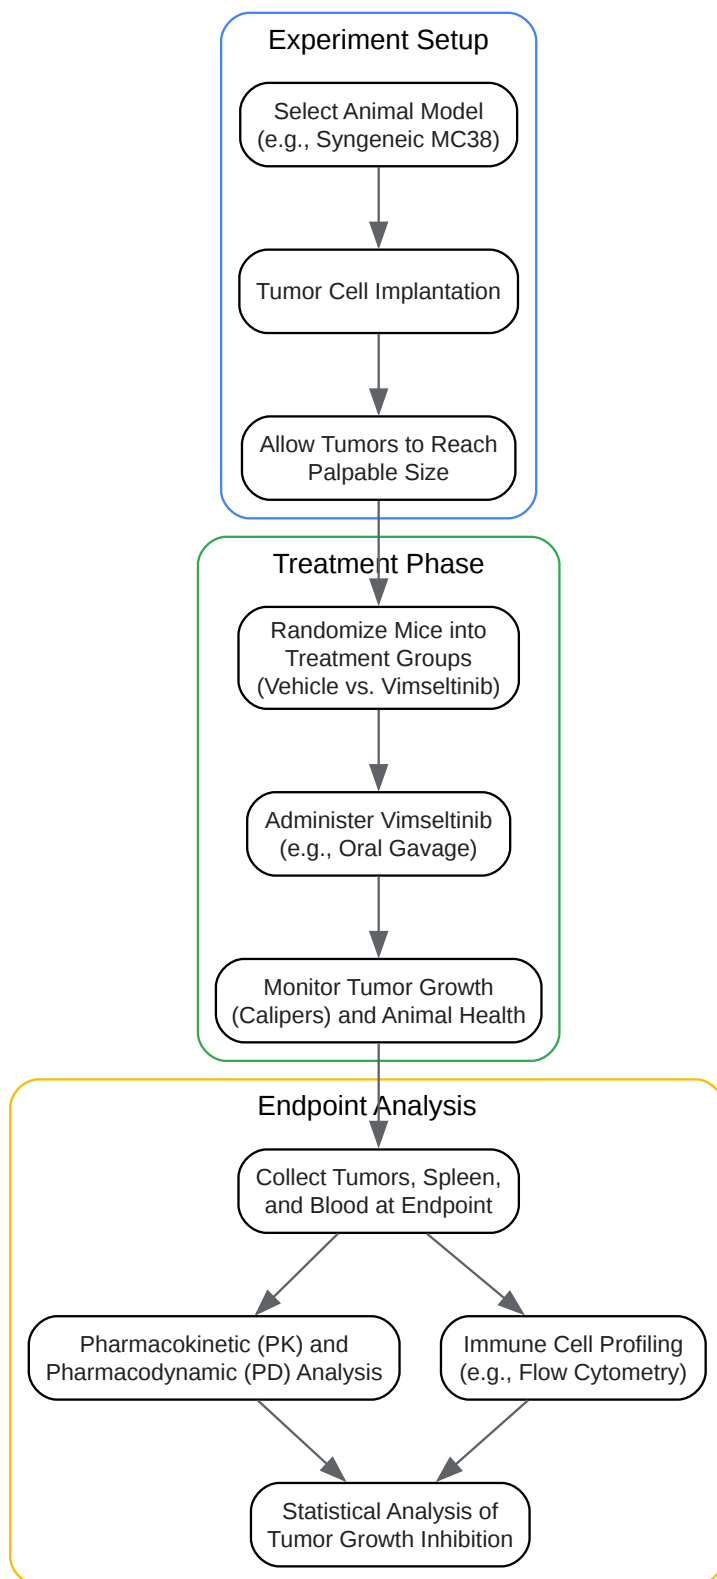 Experiment Setup
Select Animal Model
(e.g., Syngeneic MC38)
Tumor Cell Implantation
Allow Tumors to Reach
Palpable Size
Treatment Phase
Randomize Mice into
Treatment Groups
(Vehicle vs. Vimseltinib)
Administer Vimseltinib
(e.g., Oral Gavage)
Monitor Tumor Growth
(Calipers) and Animal Health
Endpoint Analysis
Collect Tumors, Spleen,
and Blood at Endpoint
Pharmacokinetic (PK) and
Pharmacodynamic (PD) Analysis
Immune Cell Profiling
(e.g., Flow Cytometry)
Statistical Analysis of
Tumor Growth Inhibition